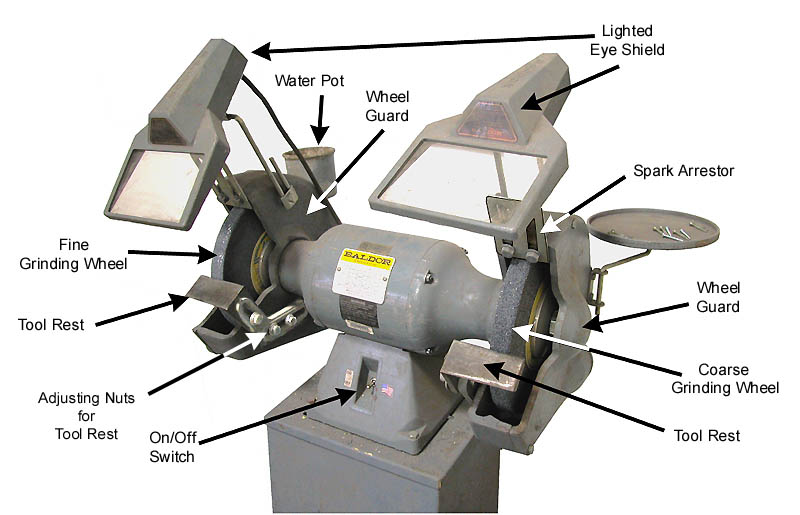 Lighted
Eye Shield
Water Pot
Wheel
Guard
Spark Arrestor
Fine
Grinding Wheel
BALDOR
Wheel
Guard
Tool Rest
Coarse
Grinding Wheel
Adjusting Nuts
for
Tool Rest
On/Off
Switch
Tool Rest